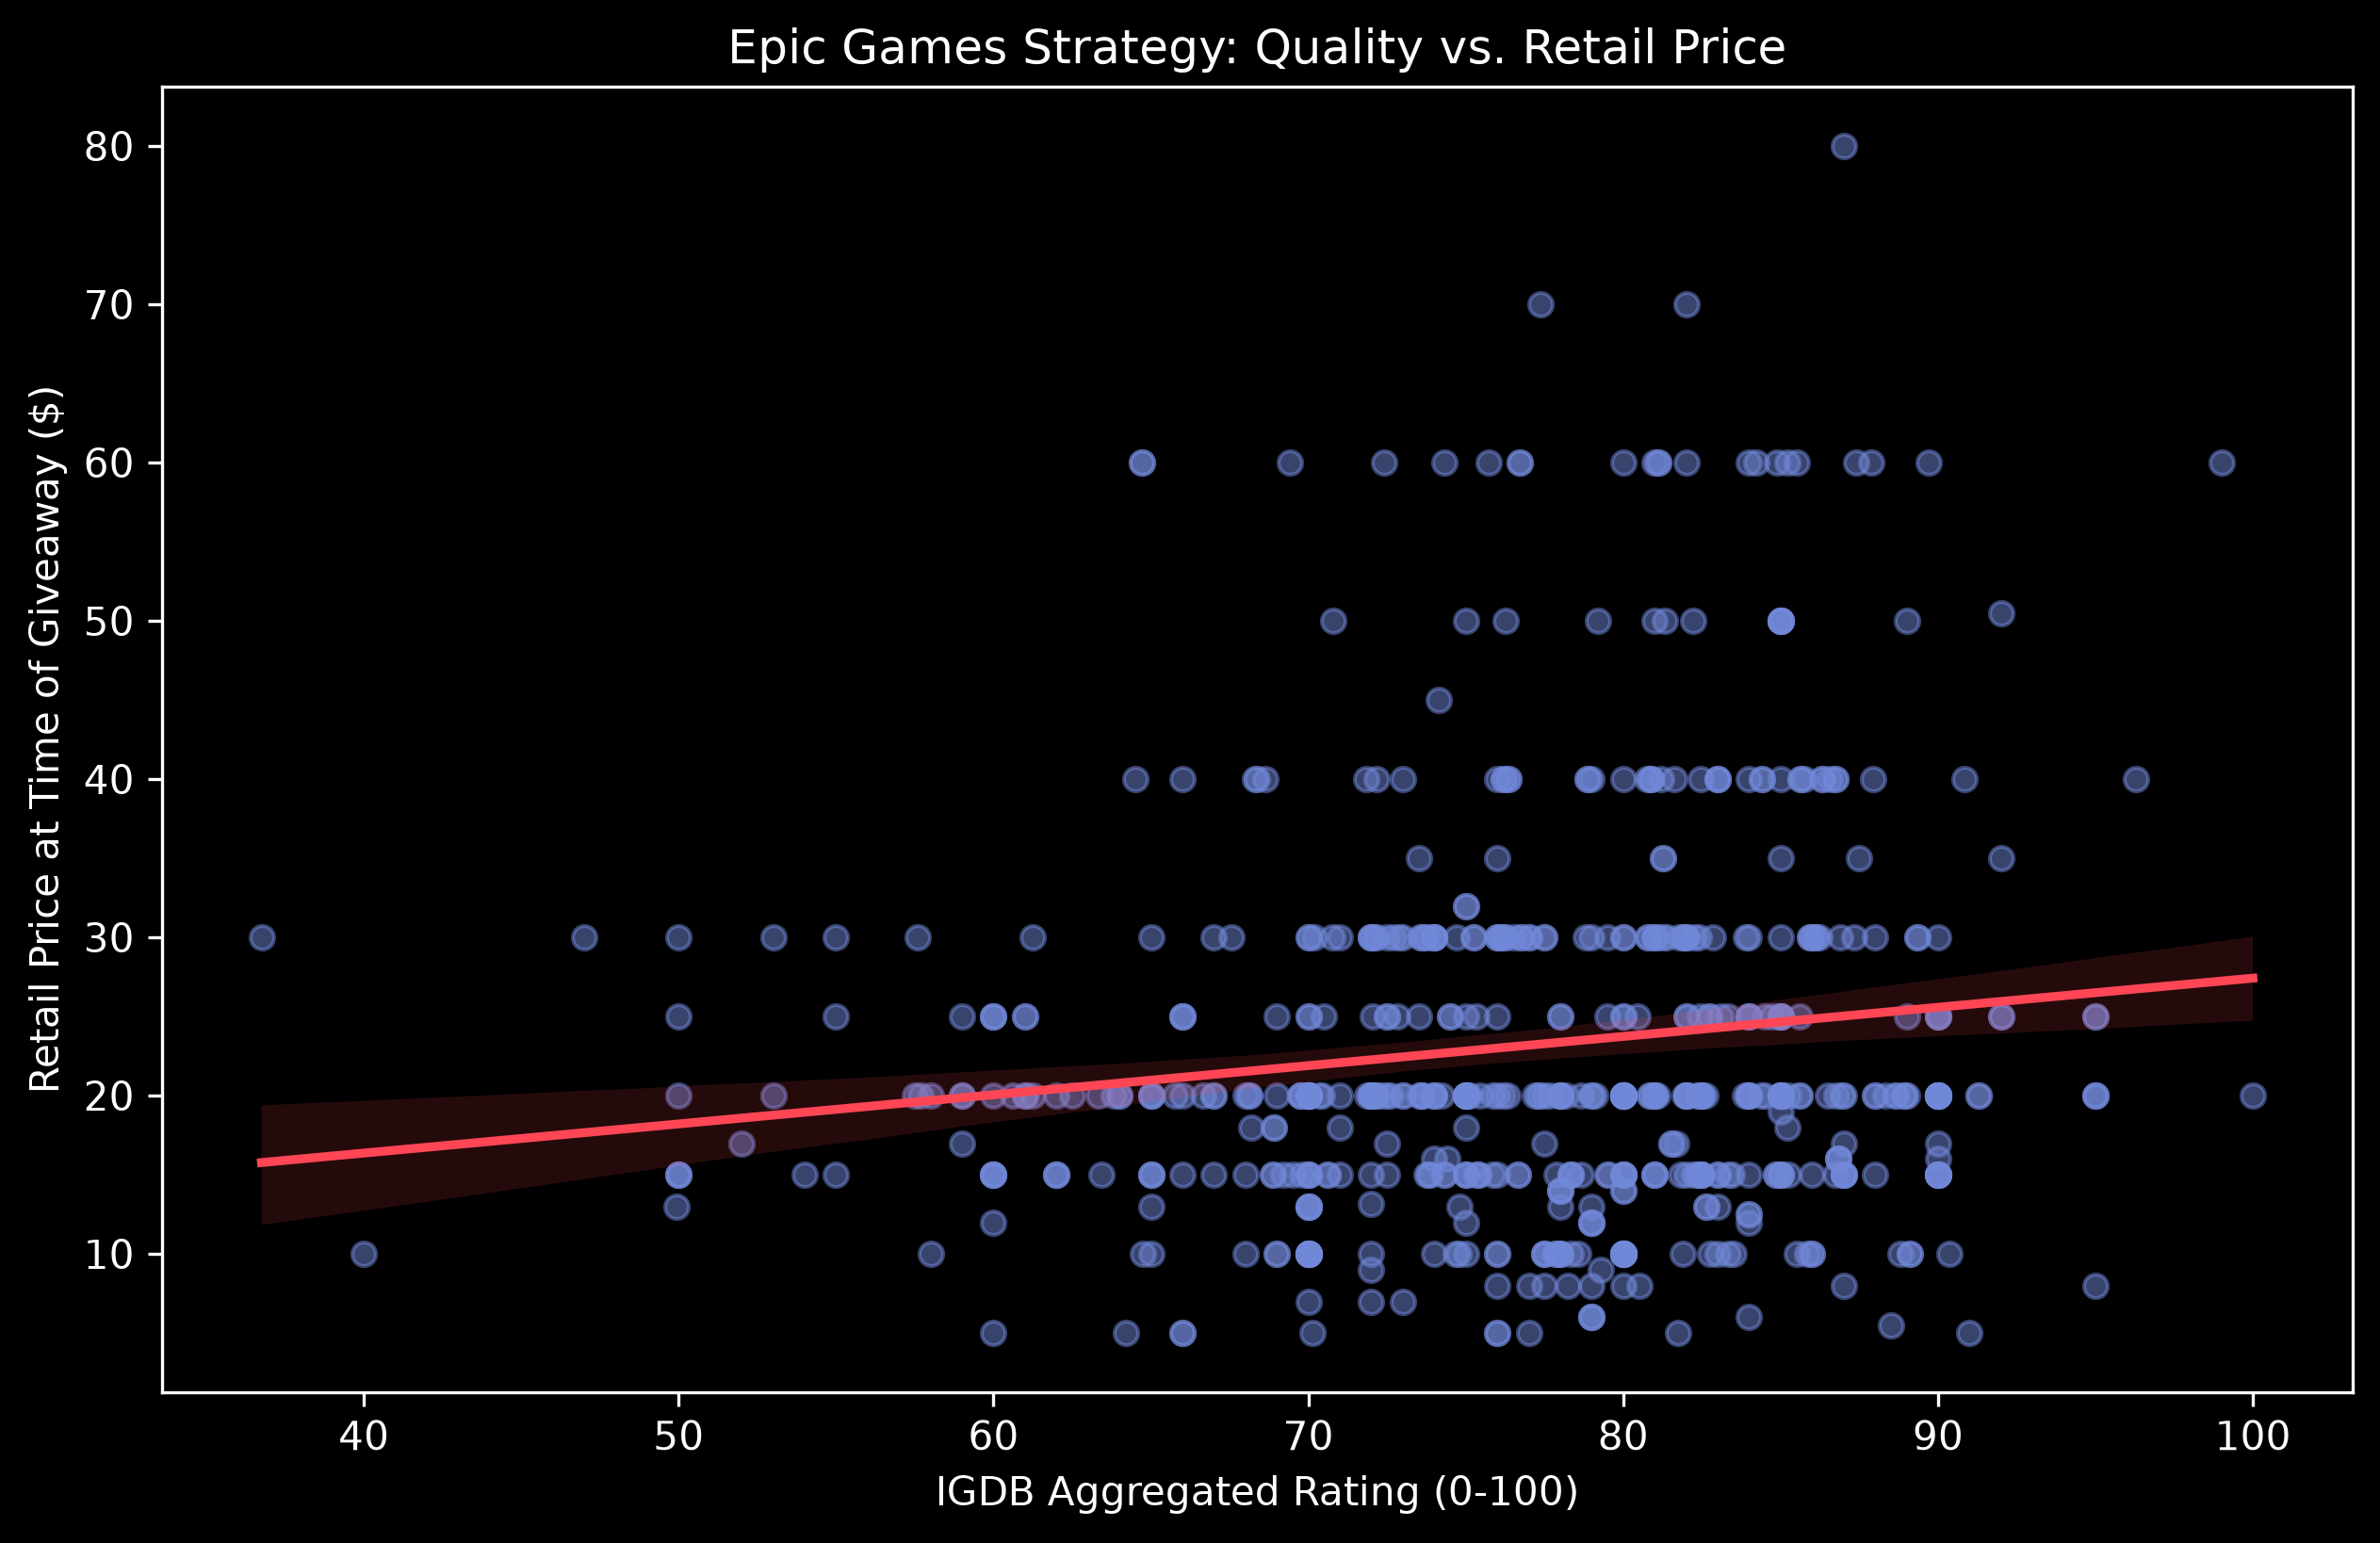 Epic Games Strategy: Quality vs. Retail Price
Retail Price at Time of Giveaway ($)
80
70
60
50
40
30
20
10
40 50 60 70 80 90 100
IGDB Aggregated Rating (0-100)